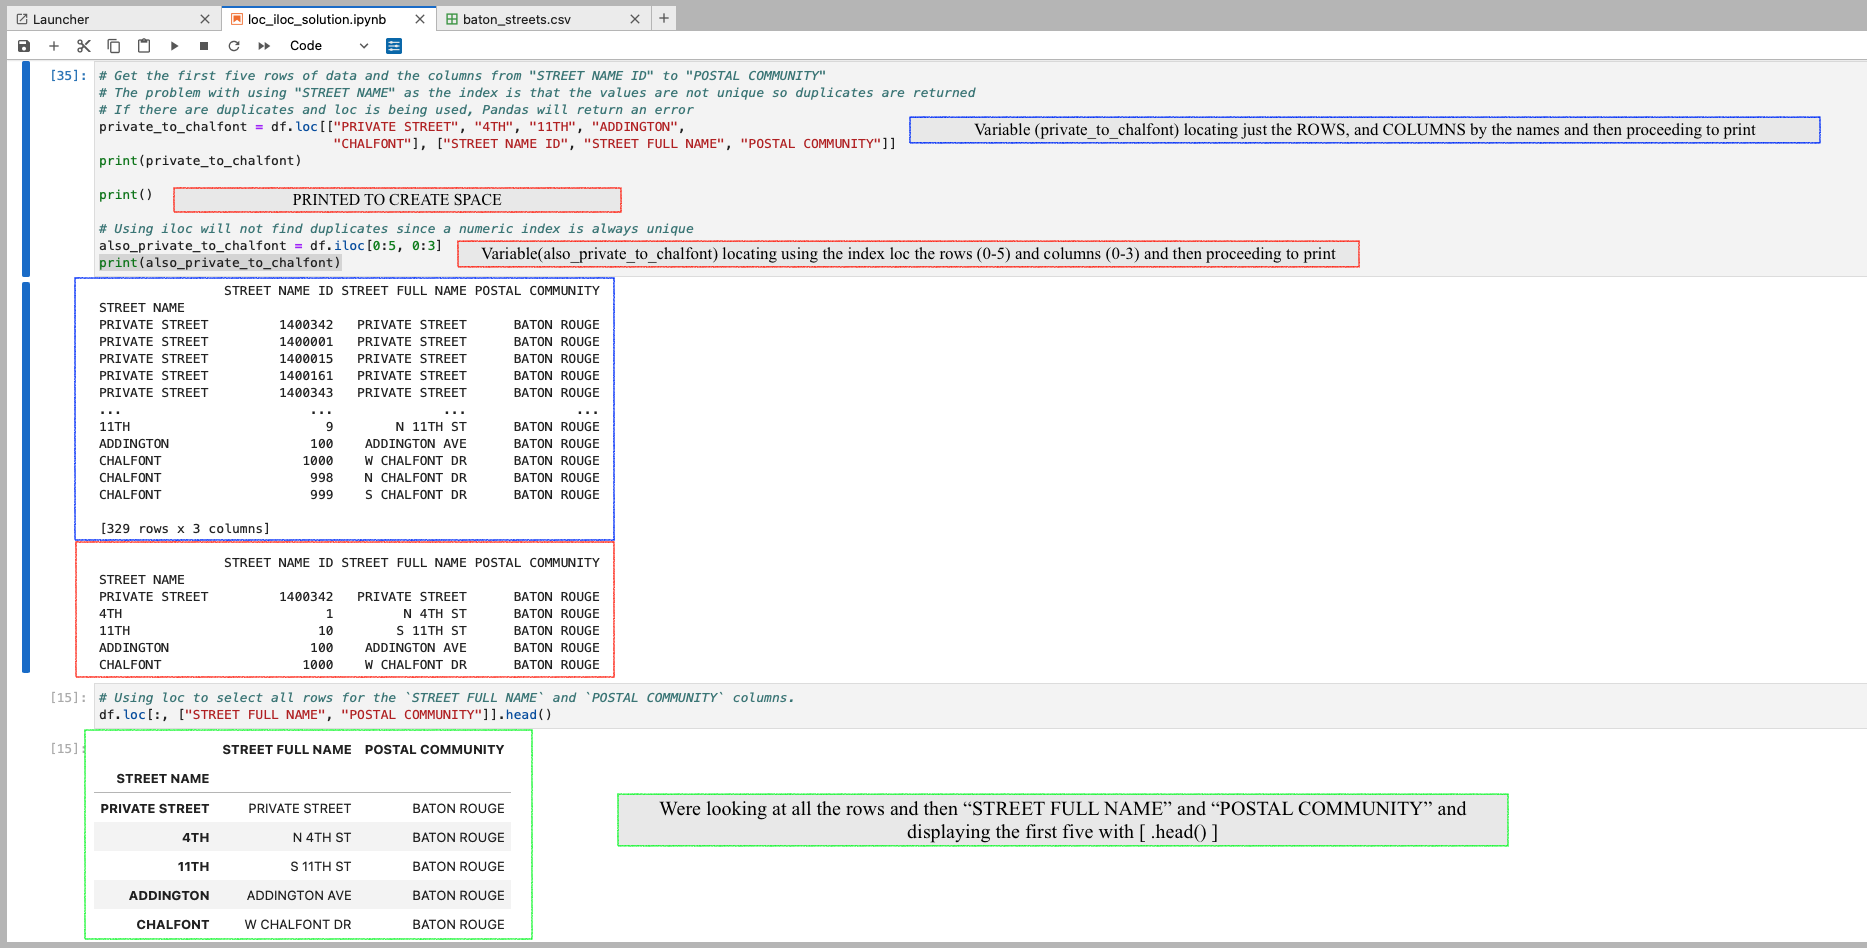 Launcher
loc_iloc_solution.ipynb
baton_streets.csv
Code
[35]:
# Get the first five rows of data and the columns from "STREET NAME ID" to "POSTAL COMMUNITY"
# The problem with using "STREET NAME" as the index is that the values are not unique so duplicates are returned
# If there are duplicates and loc is being used, Pandas will return an error
private_to_chalfont = df.loc[["PRIVATE STREET", "4TH", "11TH", "ADDINGTON",
"CHALFONT"], ["STREET NAME ID", "STREET FULL NAME", "POSTAL COMMUNITY"]]
Variable (private_to_chalfont) locating just the ROWS, and COLUMNS by the names and then proceeding to print
print(private_to_chalfont)
print()
PRINTED TO CREATE SPACE
# Using iloc will not find duplicates since a numeric index is always unique
also_private_to_chalfont = df.iloc[0:5, 0:3]
Variable(also_private_to_chalfont) locating using the index loc the rows (0-5) and columns (0-3) and then proceeding to print
print(also_private_to_chalfont)
STREET NAME ID STREET FULL NAME POSTAL COMMUNITY
STREET NAME
PRIVATE STREET 1400342 PRIVATE STREET BATON ROUGE
PRIVATE STREET 1400001 PRIVATE STREET BATON ROUGE
PRIVATE STREET 1400015 PRIVATE STREET BATON ROUGE
PRIVATE STREET 1400161 PRIVATE STREET BATON ROUGE
PRIVATE STREET 1400343 PRIVATE STREET BATON ROUGE
... ... ... ...
11TH 9 N 11TH ST BATON ROUGE
ADDINGTON 100 ADDINGTON AVE BATON ROUGE
CHALFONT 1000 W CHALFONT DR BATON ROUGE
CHALFONT 998 N CHALFONT DR BATON ROUGE
CHALFONT 999 S CHALFONT DR BATON ROUGE
[329 rows x 3 columns]
STREET NAME ID STREET FULL NAME POSTAL COMMUNITY
STREET NAME
PRIVATE STREET 1400342 PRIVATE STREET BATON ROUGE
4TH 1 N 4TH ST BATON ROUGE
11TH 10 S 11TH ST BATON ROUGE
ADDINGTON 100 ADDINGTON AVE BATON ROUGE
CHALFONT 1000 W CHALFONT DR BATON ROUGE
[15]:
# Using loc to select all rows for the `STREET FULL NAME` and `POSTAL COMMUNITY` columns.
df.loc[:, ["STREET FULL NAME", "POSTAL COMMUNITY"]].head()
[15]:
STREET FULL NAME POSTAL COMMUNITY
STREET NAME
PRIVATE STREET PRIVATE STREET BATON ROUGE
4TH N 4TH ST BATON ROUGE
11TH S 11TH ST BATON ROUGE
ADDINGTON ADDINGTON AVE BATON ROUGE
CHALFONT W CHALFONT DR BATON ROUGE
Were looking at all the rows and then “STREET FULL NAME” and “POSTAL COMMUNITY” and
displaying the first five with [ .head() ]